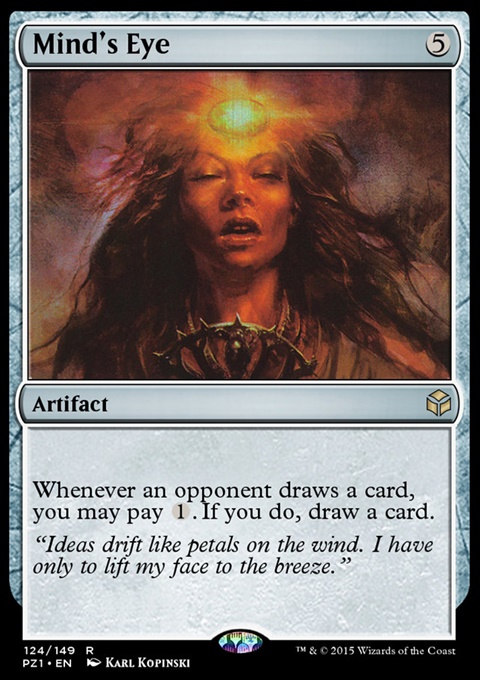 Mind's Eye 5
Artifact
Whenever an opponent draws a card,
you may pay 1. If you do, draw a card.
"Ideas drift like petals on the wind. I have
only to lift my face to the breeze."
124/149 R
PZ1 • EN Karl Kopinski
™ & © 2015 Wizards of the Coast